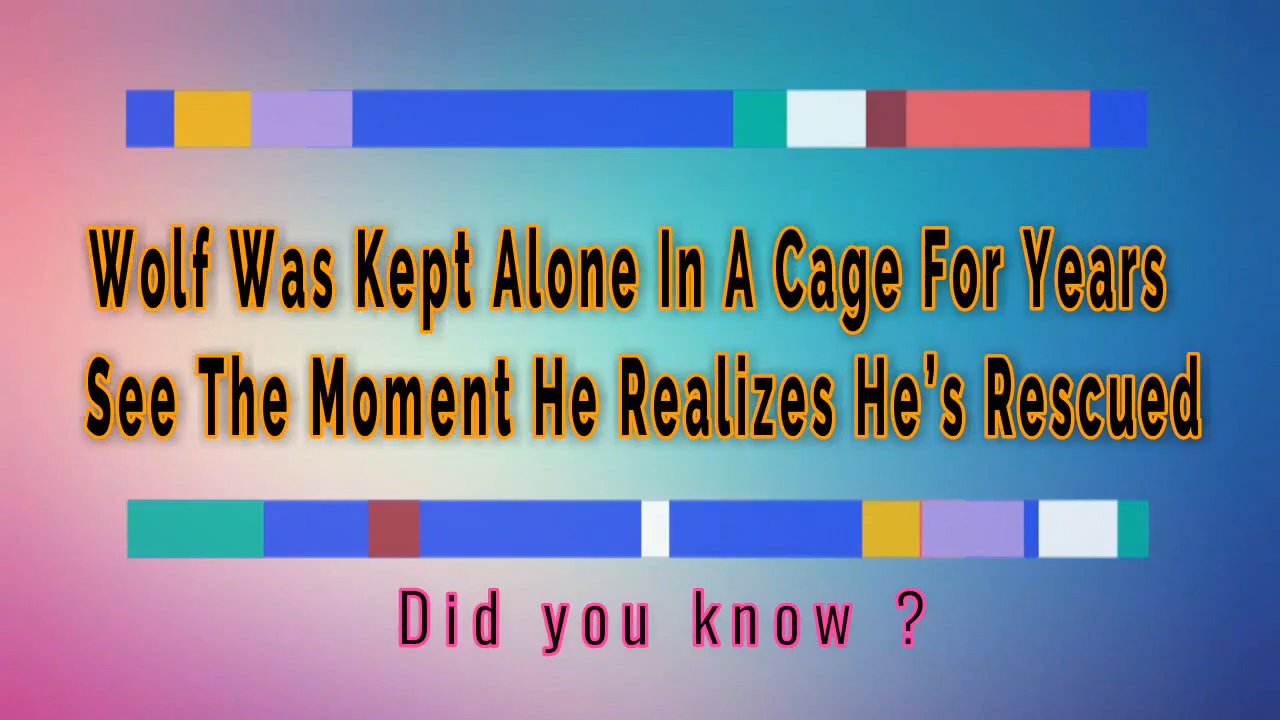 Wolf Was Kept Alone In A Cage For Years
See The Moment He Realizes He’s Rescued
Did you know ?